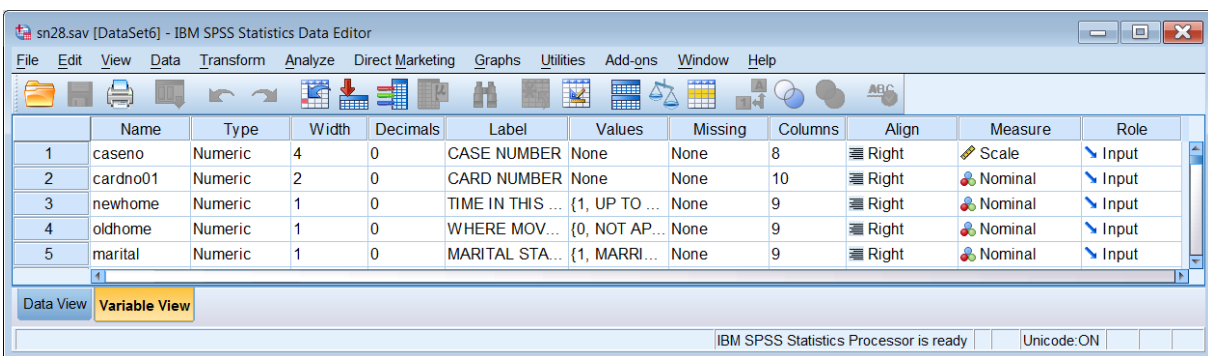 sn28.sav [DataSet6] - IBM SPSS Statistics Data Editor
File Edit View Data Transform Analyze Direct Marketing Graphs Utilities Add-ons Window Help
Name Type Width Decimals Label Values Missing Columns Align Measure Role
1 caseno Numeric 4 0 CASE NUMBER None None 8 Right Scale Input
2 cardno01 Numeric 2 0 CARD NUMBER None None 10 Right Nominal Input
3 newhome Numeric 1 0 TIME IN THIS ... {1, UP TO ... None 9 Right Nominal Input
4 oldhome Numeric 1 0 WHERE MOV... {0, NOT AP... None 9 Right Nominal Input
5 marital Numeric 1 0 MARITAL STA... {1, MARRI... None 9 Right Nominal Input
Data View Variable View
IBM SPSS Statistics Processor is ready Unicode:ON